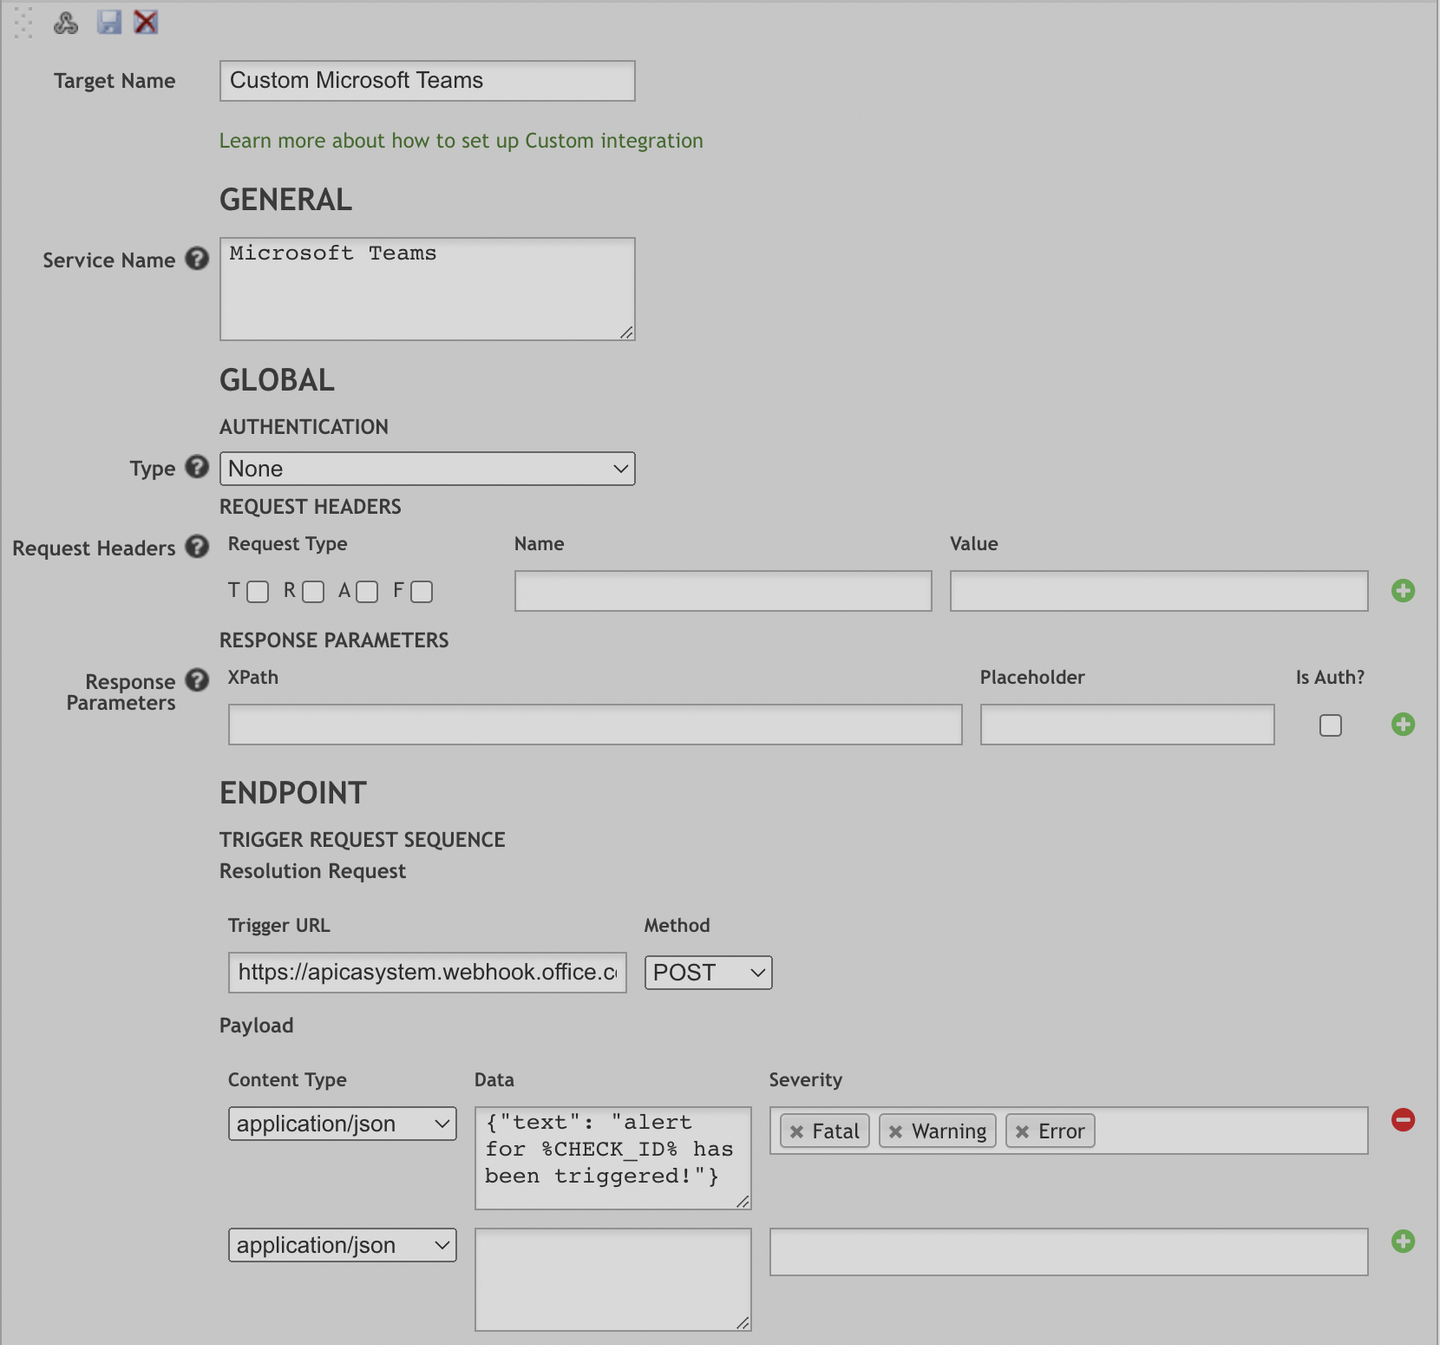 Target Name
Custom Microsoft Teams
Learn more about how to set up Custom integration
GENERAL
Service Name
Microsoft Teams
GLOBAL
AUTHENTICATION
Type
None
REQUEST HEADERS
Request Headers
Request Type
Name
Value
T
R
A
F
RESPONSE PARAMETERS
Response
Parameters
XPath
Placeholder
Is Auth?
ENDPOINT
TRIGGER REQUEST SEQUENCE
Resolution Request
Trigger URL
Method
https://apicasystem.webhook.office.c
POST
Payload
Content Type
Data
Severity
application/json
{"text": "alert
for %CHECK_ID% has
been triggered!"}
Fatal
Warning
Error
application/json